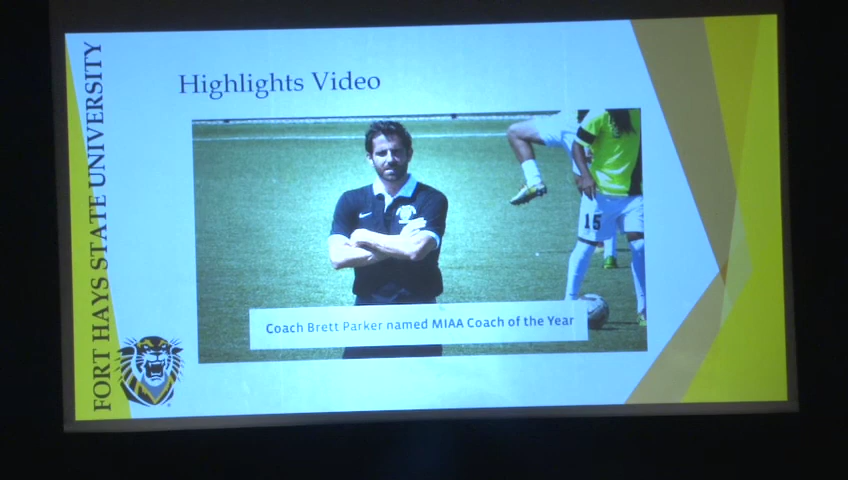 FORT HAYS STATE UNIVERSITY
Highlights Video
15
Coach Brett Parker named MIAA Coach of the Year